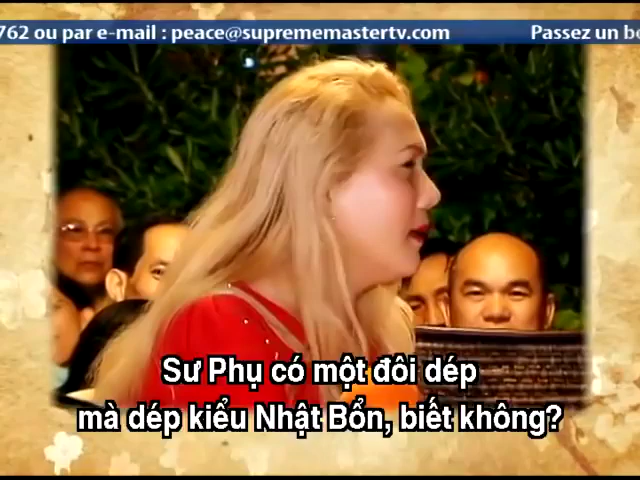 762 ou par e-mail : peace@suprememastertv.com Passez un be
Sư Phụ có một đôi dép
mà dép kiểu Nhật Bổn, biết không?